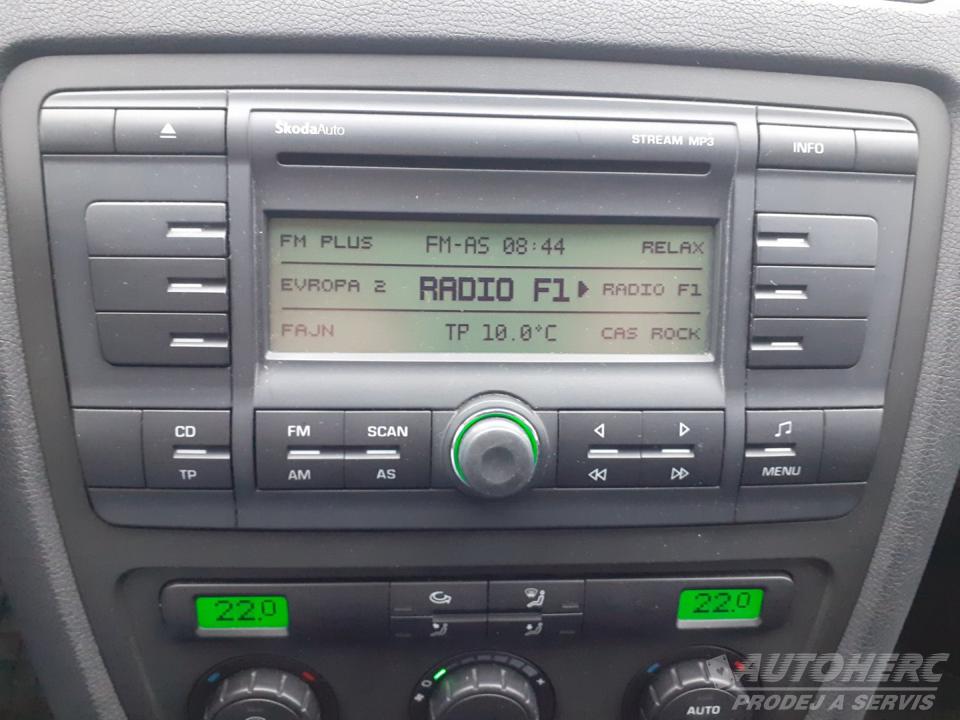 ŠkodaAuto
STREAM MP3
INFO
FM PLUS FM-AS 08:44 RELAX
EVROPA 2 RADIO F1 RADIO F1
FAJN TP 10.0°C CAS ROCK
CD FM SCAN
TP AM AS MENU
22.0 22.0
AUTO
AUTOHERC
PRODEJ A SERVIS